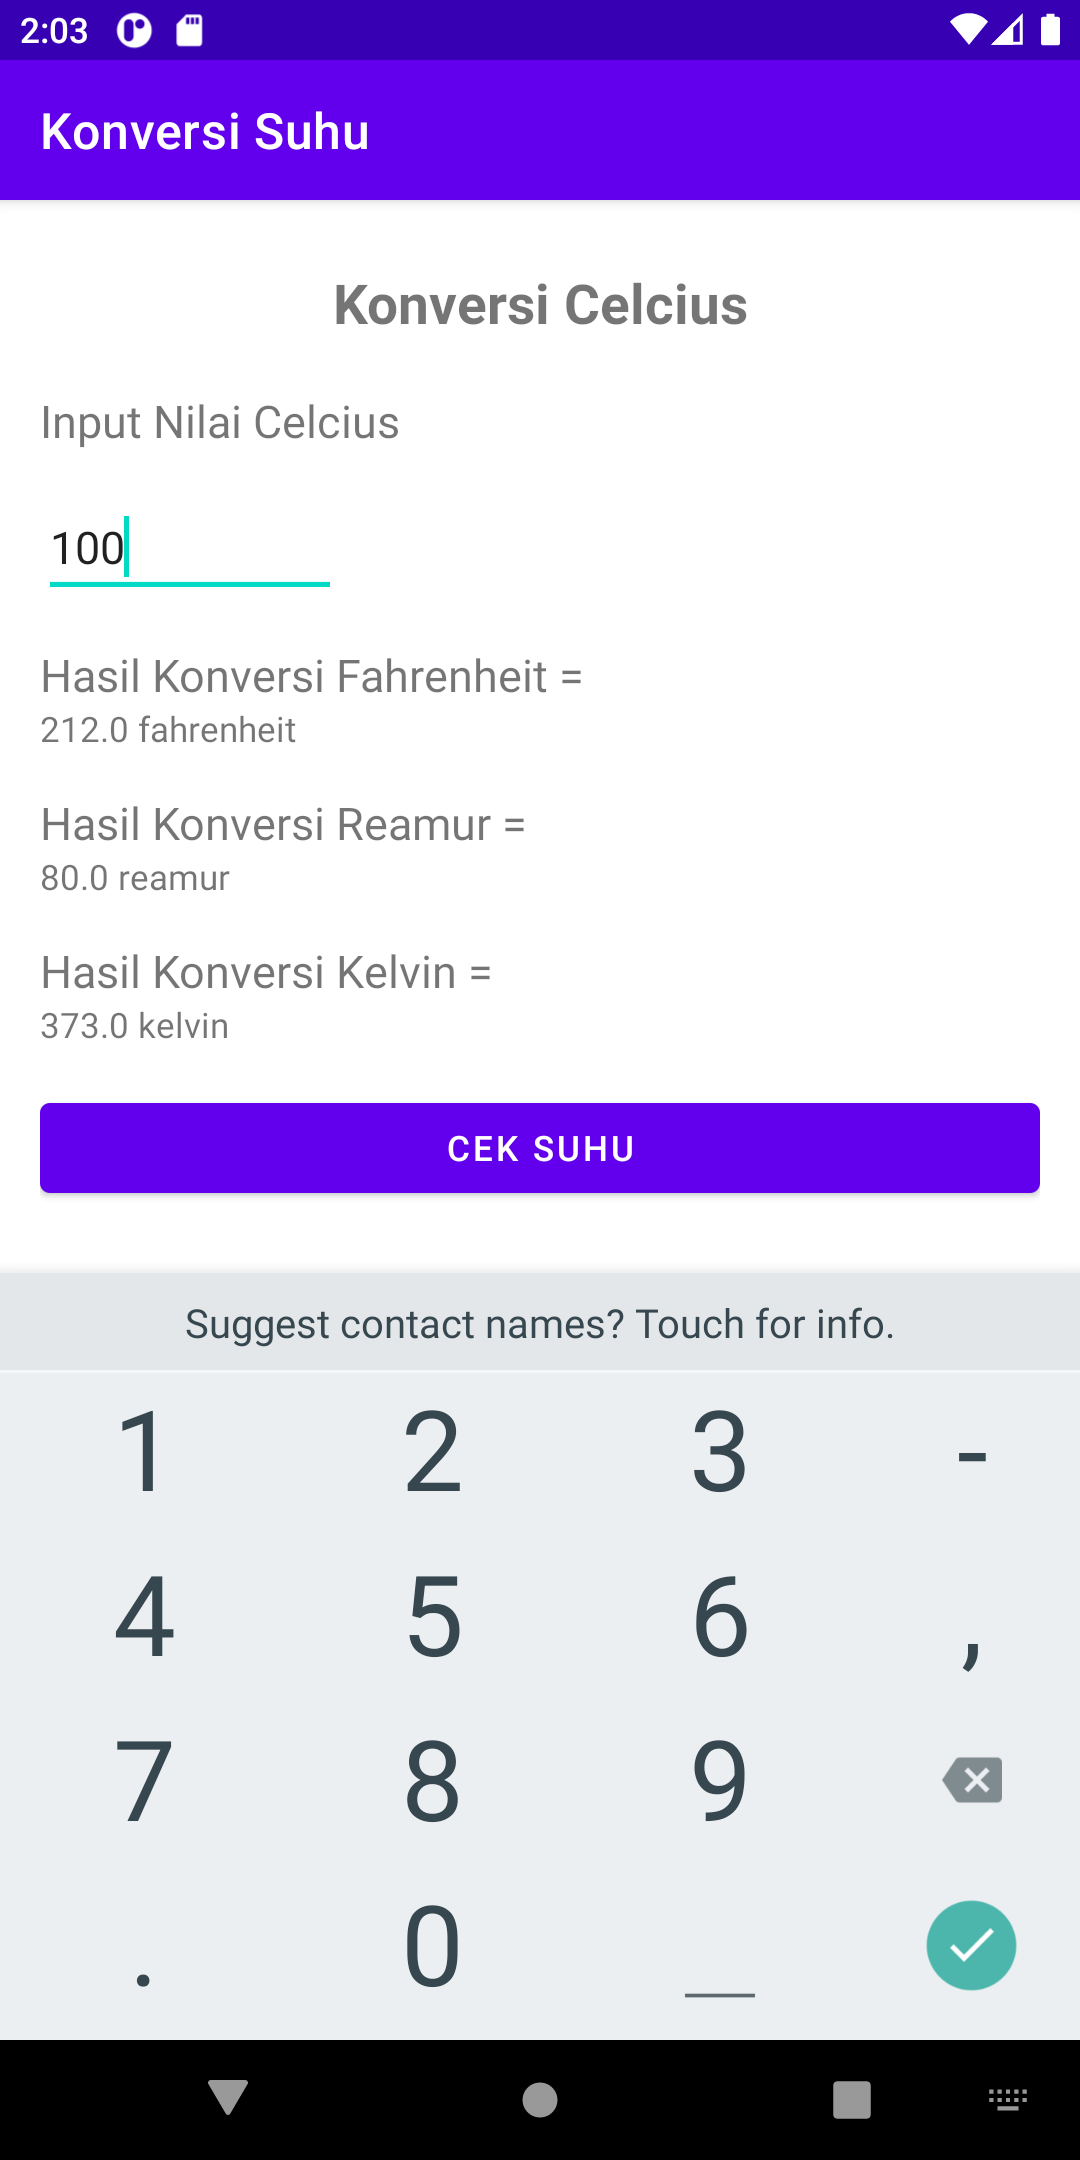 2:03
Konversi Suhu
Konversi Celcius
Input Nilai Celcius
100
Hasil Konversi Fahrenheit =
212.0 fahrenheit
Hasil Konversi Reamur =
80.0 reamur
Hasil Konversi Kelvin =
373.0 kelvin
CEK SUHU
Suggest contact names? Touch for info.
1 2 3 -
4 5 6 ,
7 8 9
. 0 _